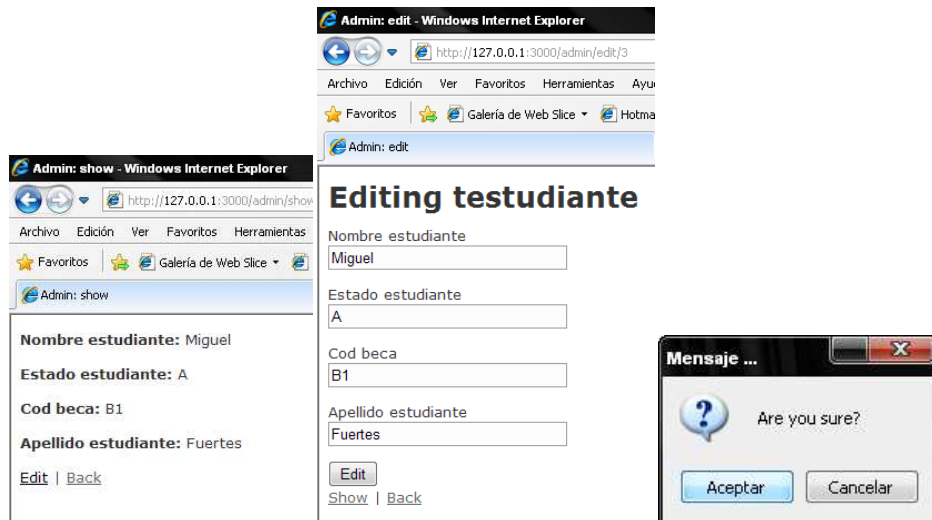 Admin: show - Windows Internet Explorer
http://127.0.0.1:3000/admin/show
Archivo Edición Ver Favoritos Herramientas
Favoritos Galería de Web Slice
Admin: show
Nombre estudiante: Miguel
Estado estudiante: A
Cod beca: B1
Apellido estudiante: Fuertes
Edit | Back
Admin: edit - Windows Internet Explorer
http://127.0.0.1:3000/admin/edit/3
Archivo Edición Ver Favoritos Herramientas Ayu
Favoritos Galería de Web Slice Hotma
Admin: edit
Editing testudiante
Nombre estudiante
Miguel
Estado estudiante
A
Cod beca
B1
Apellido estudiante
Fuertes
Edit
Show | Back
Mensaje ...
Are you sure?
Aceptar Cancelar